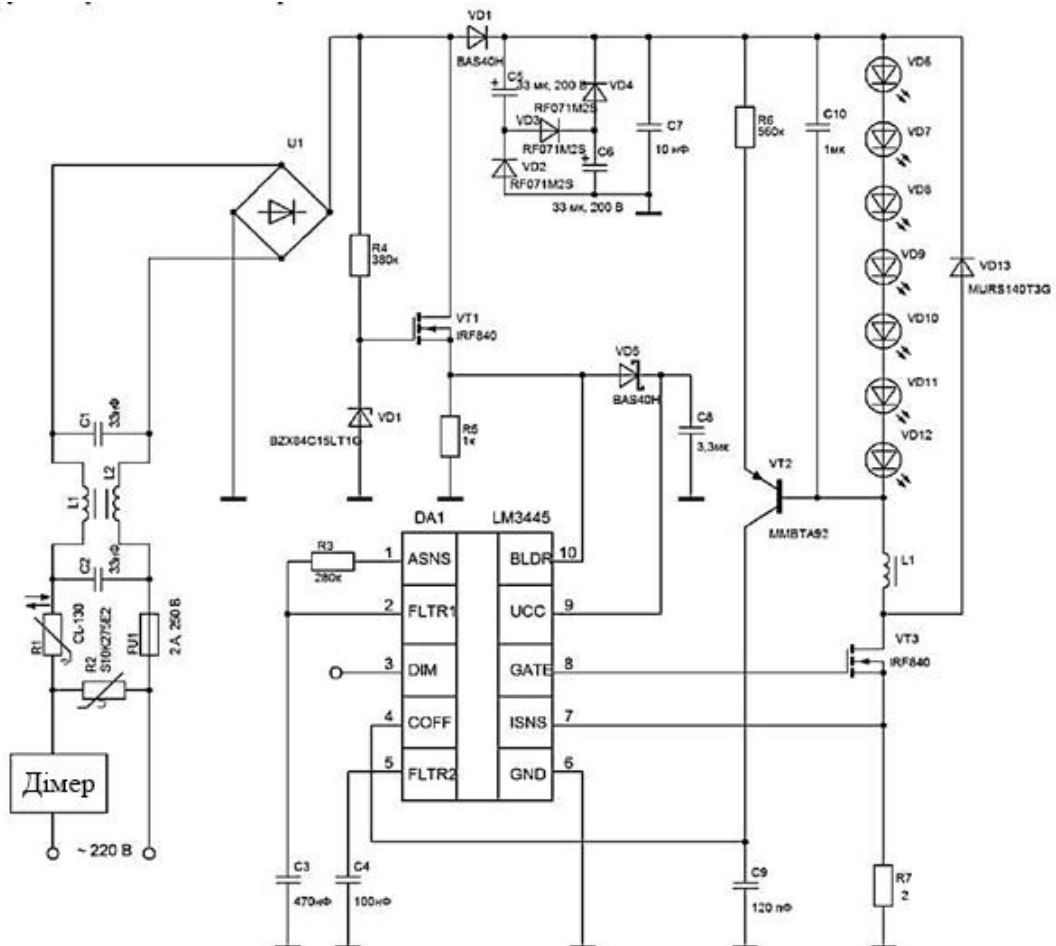 VD1
BAS40H
C5
33 мк, 200 В
VD4
RF071M2S
VD3
RF071M2S
C6
VD2
RF071M2S
33 мк, 200 В
C7
10 нФ
R6
560к
C10
1мк
VD6
VD7
VD8
VD9
VD10
VD11
VD12
VD13
MURS140T3G
U1
R4
380к
VT1
IRF840
VD1
BZX84C15LT1G
R5
1к
VD5
BAS40H
C8
3,3мк
VT2
MMBTA92
L1
VT3
IRF840
C1
33нФ
L1
L2
C2
33нФ
R1
CL-130
R2
S10K275E2
FU1
2 А, 250 В
Дімер
~ 220 В
DA1
LM3445
R3
280к
1
ASNS
BLDR
10
2
FLTR1
UCC
9
3
DIM
GATE
8
4
COFF
ISNS
7
5
FLTR2
GND
6
C3
470нФ
C4
100нФ
C9
120 пФ
R7
2